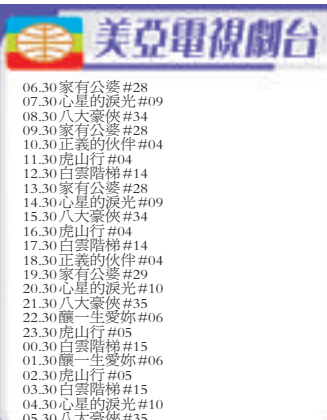 美亞電視劇台
06.30家有公婆#28
07.30心星的淚光#09
08.30八大豪俠#34
09.30家有公婆#28
10.30正義的伙伴#04
11.30虎山行#04
12.30白雲階梯#14
13.30家有公婆#28
14.30心星的淚光#09
15.30八大豪俠#34
16.30虎山行#04
17.30白雲階梯#14
18.30正義的伙伴#04
19.30家有公婆#29
20.30心星的淚光#10
21.30八大豪俠#35
22.30釀一生愛妳#06
23.30虎山行#05
00.30白雲階梯#15
01.30釀一生愛妳#06
02.30虎山行#05
03.30白雲階梯#15
04.30心星的淚光#10
05.30八大豪俠#35